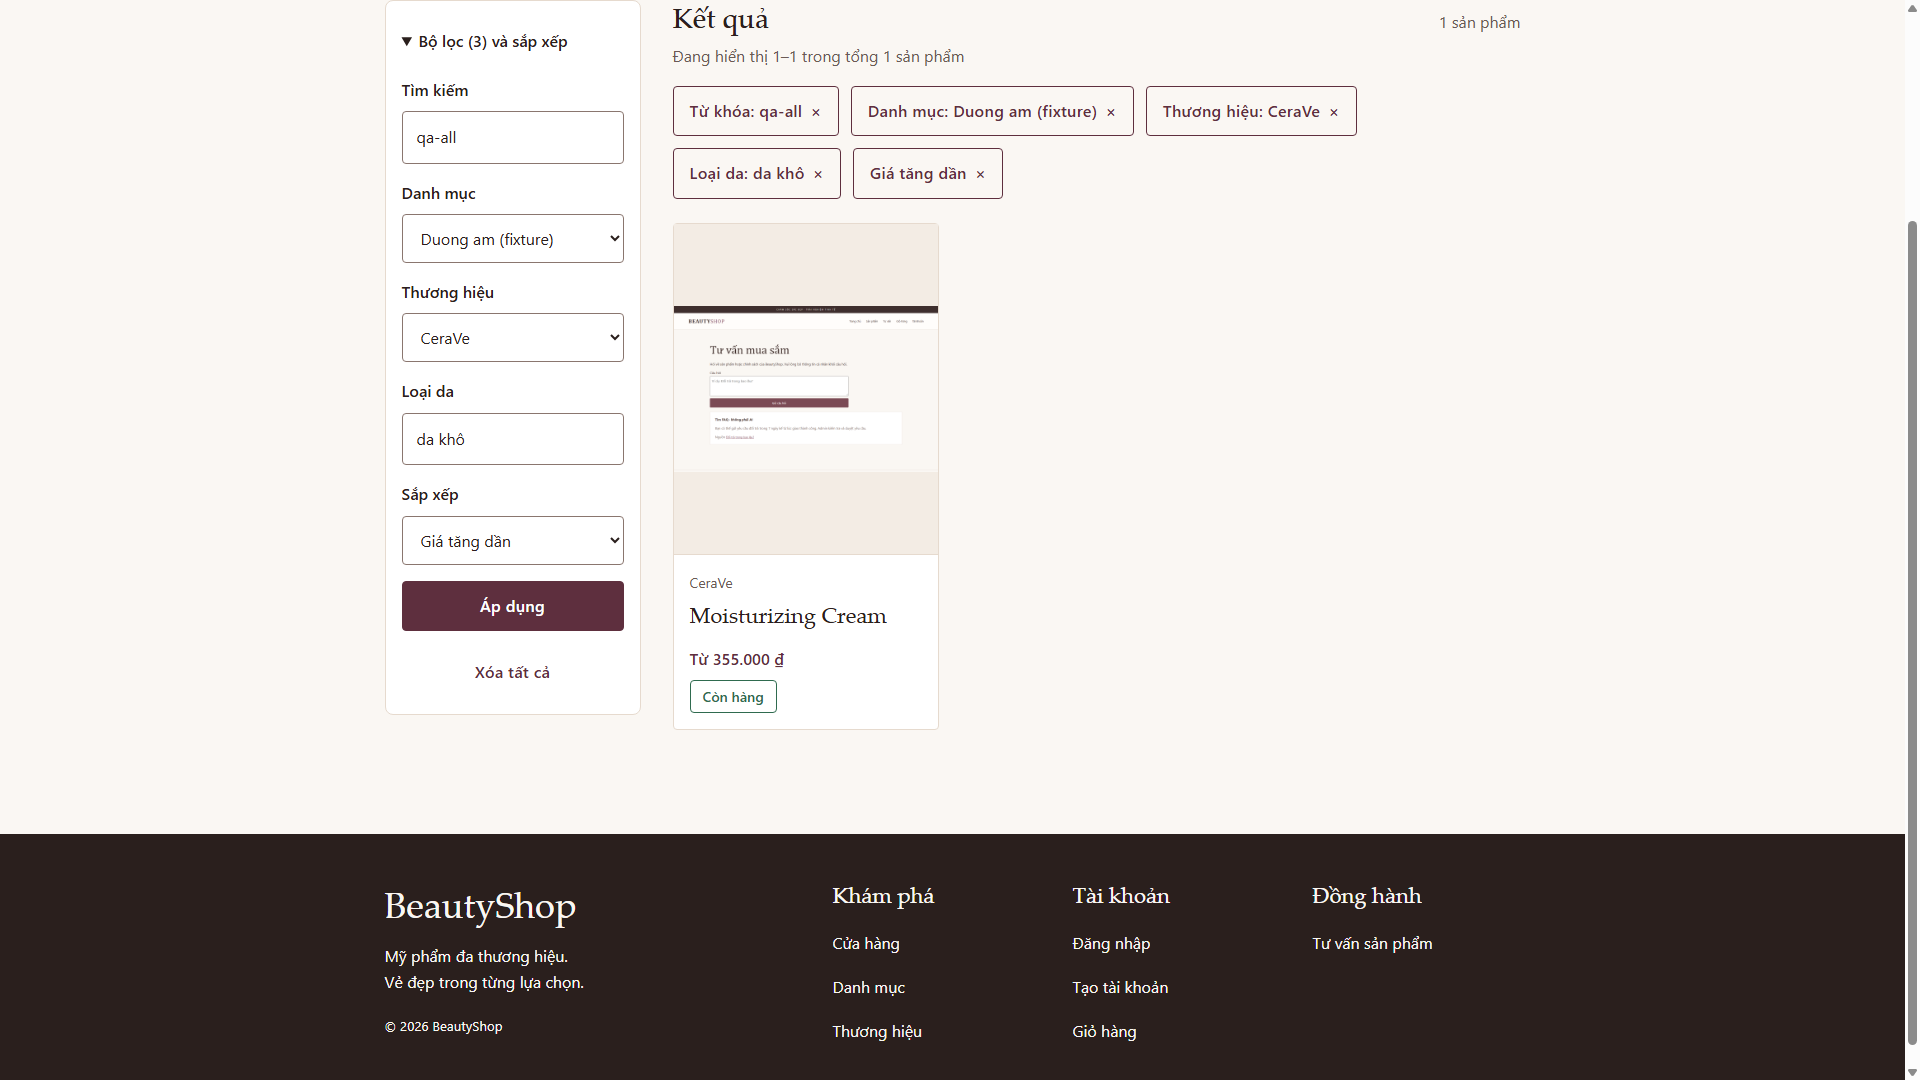 Bộ lọc (3) và sắp xếp
Tìm kiếm
qa-all
Danh mục
Duong am (fixture)
Thương hiệu
CeraVe
Loại da
da khô
Sắp xếp
Giá tăng dần
Áp dụng
Xóa tất cả
Kết quả
1 sản phẩm
Đang hiển thị 1–1 trong tổng 1 sản phẩm
Từ khóa: qa-all ×
Danh mục: Duong am (fixture) ×
Thương hiệu: CeraVe ×
Loại da: da khô ×
Giá tăng dần ×
BEAUTYSHOP
Tư vấn mua sắm
CeraVe
Moisturizing Cream
Từ 355.000 ₫
Còn hàng
BeautyShop
Mỹ phẩm đa thương hiệu.
Vẻ đẹp trong từng lựa chọn.
© 2026 BeautyShop
Khám phá
Cửa hàng
Danh mục
Thương hiệu
Tài khoản
Đăng nhập
Tạo tài khoản
Giỏ hàng
Đồng hành
Tư vấn sản phẩm